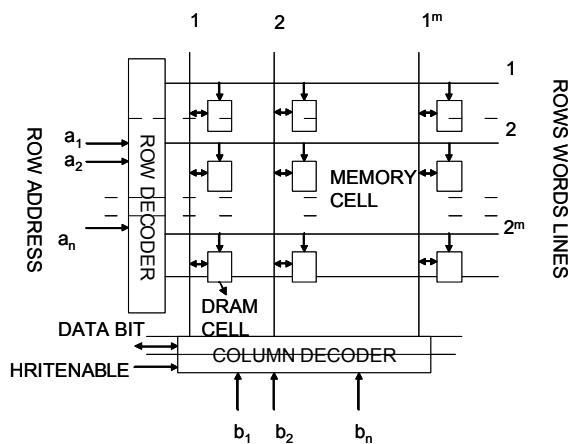 1 2 1ᵐ
1
2
2ᵐ
ROWS WORDS LINES
ROW ADDRESS
a₁
a₂
aₙ
ROW DECODER
MEMORY
CELL
DRAM
CELL
DATA BIT
COLUMN DECODER
HRITENABLE
b₁ b₂ bₙ